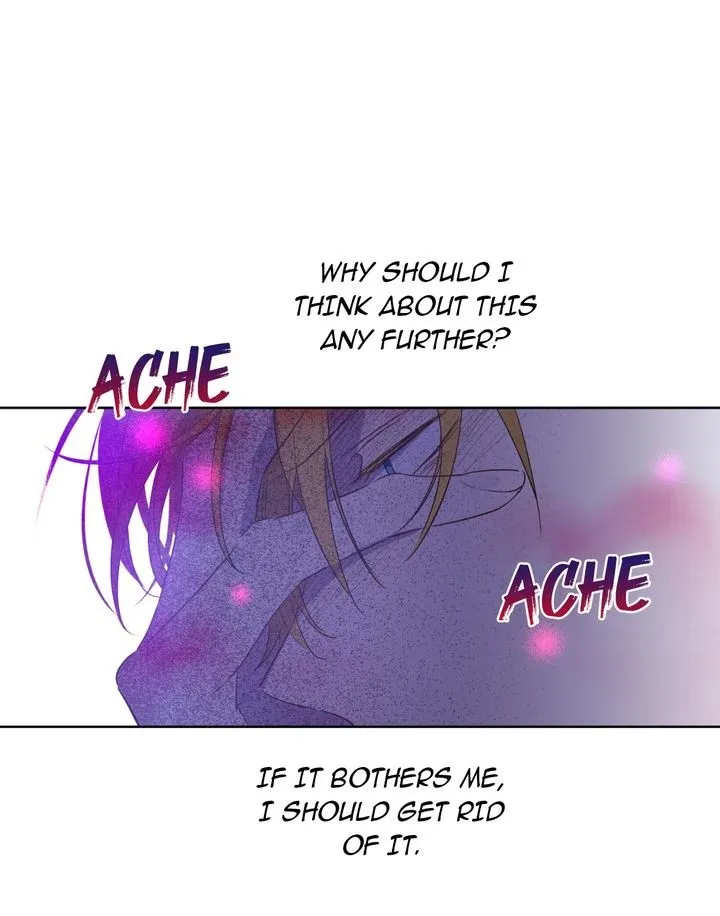 WHY SHOULD I
THINK ABOUT THIS
ANY FURTHER?
ACHE
ACHE
IF IT BOTHERS ME,
I SHOULD GET RID
OF IT.